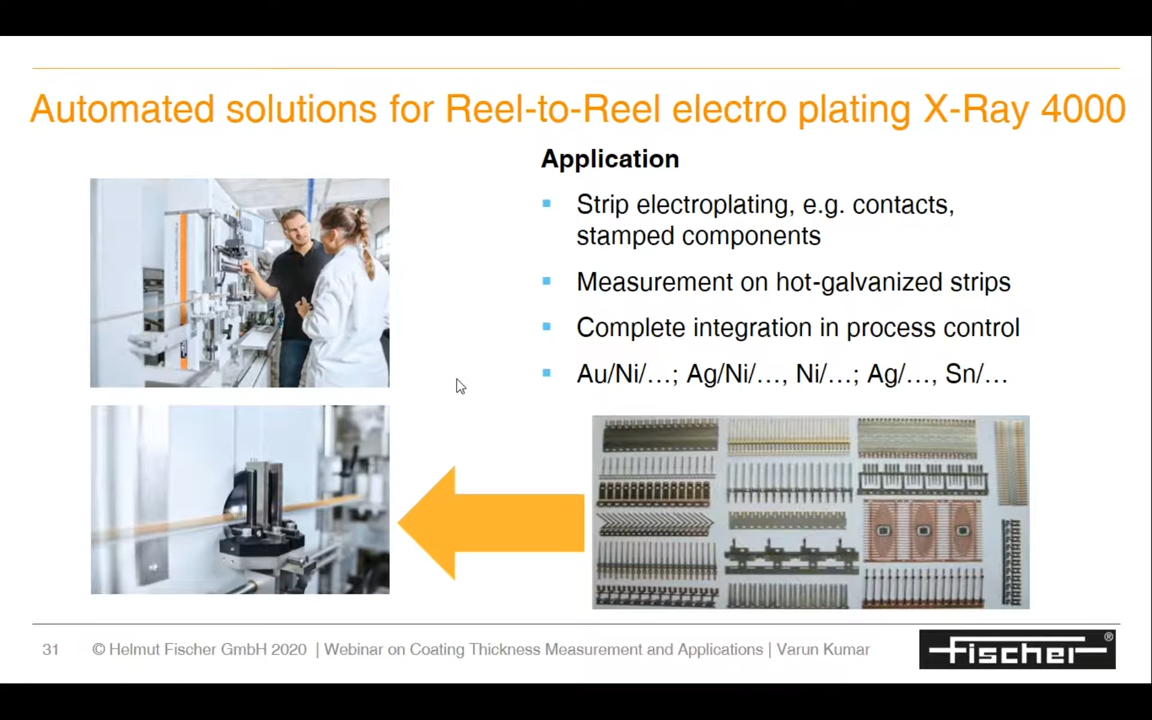 Automated solutions for Reel-to-Reel electro plating X-Ray 4000
Application
Strip electroplating, e.g. contacts,
stamped components
Measurement on hot-galvanized strips
Complete integration in process control
Au/Ni/…; Ag/Ni/…, Ni/…; Ag/…, Sn/…
31 © Helmut Fischer GmbH 2020 | Webinar on Coating Thickness Measurement and Applications | Varun Kumar
fischer®